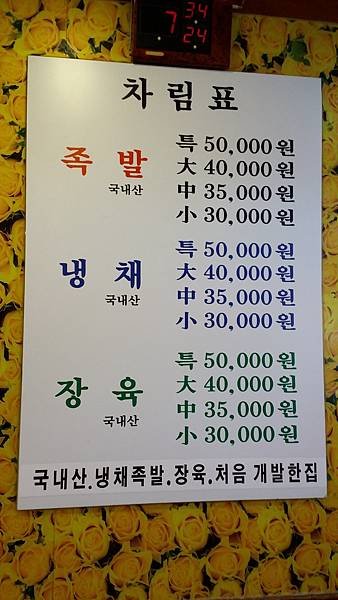 7 34
24
차림표
족발
국내산
특 50,000원
大 40,000원
中 35,000원
小 30,000원
냉채
국내산
특 50,000원
大 40,000원
中 35,000원
小 30,000원
장육
국내산
특 50,000원
大 40,000원
中 35,000원
小 30,000원
국내산.냉채족발.장육.처음 개발한집